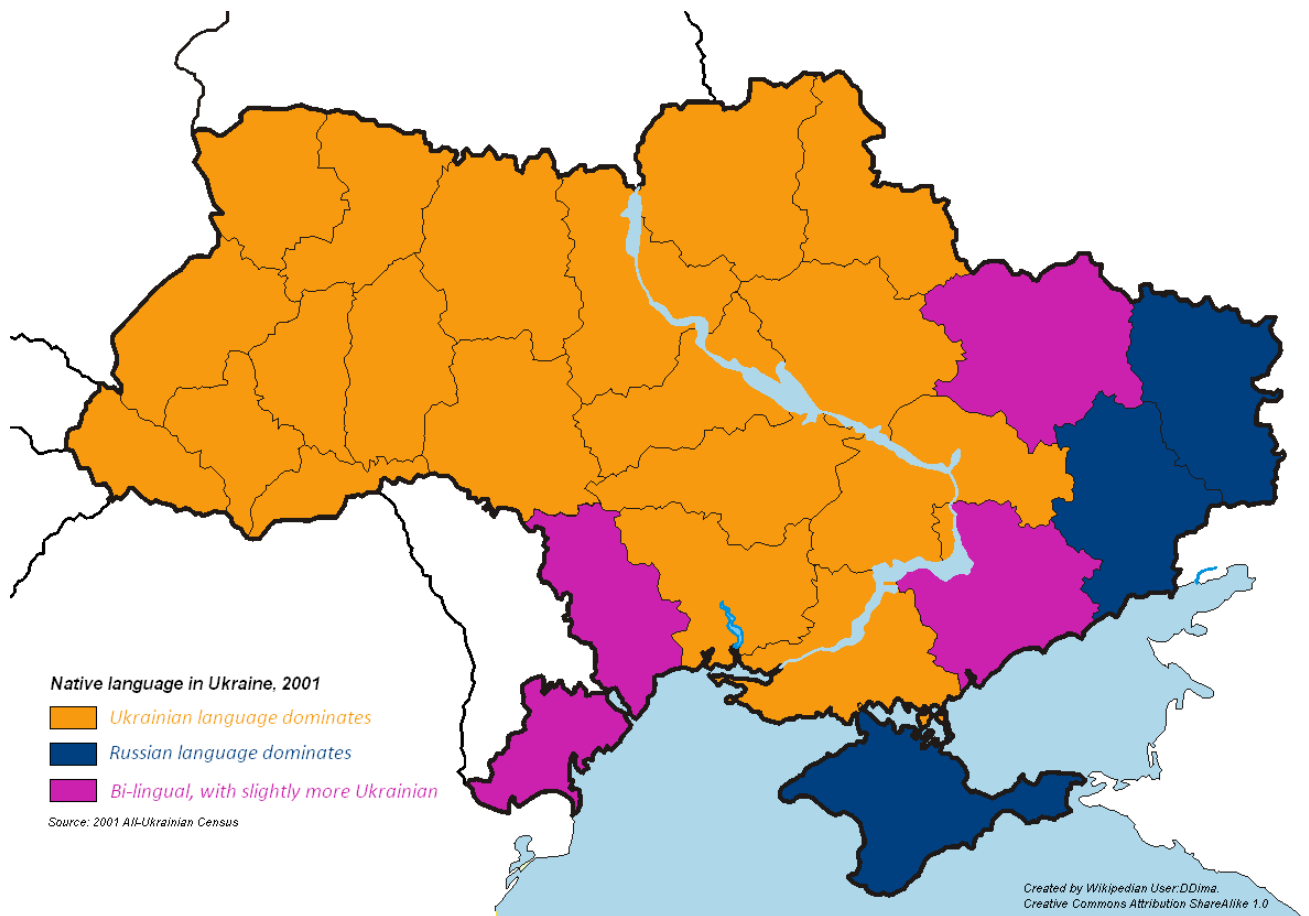 Native language in Ukraine, 2001
Ukrainian language dominates
Russian language dominates
Bi-lingual, with slightly more Ukrainian
Source: 2001 All-Ukrainian Census
Created by Wikipedian User:DDima.
Creative Commons Attribution ShareAlike 1.0